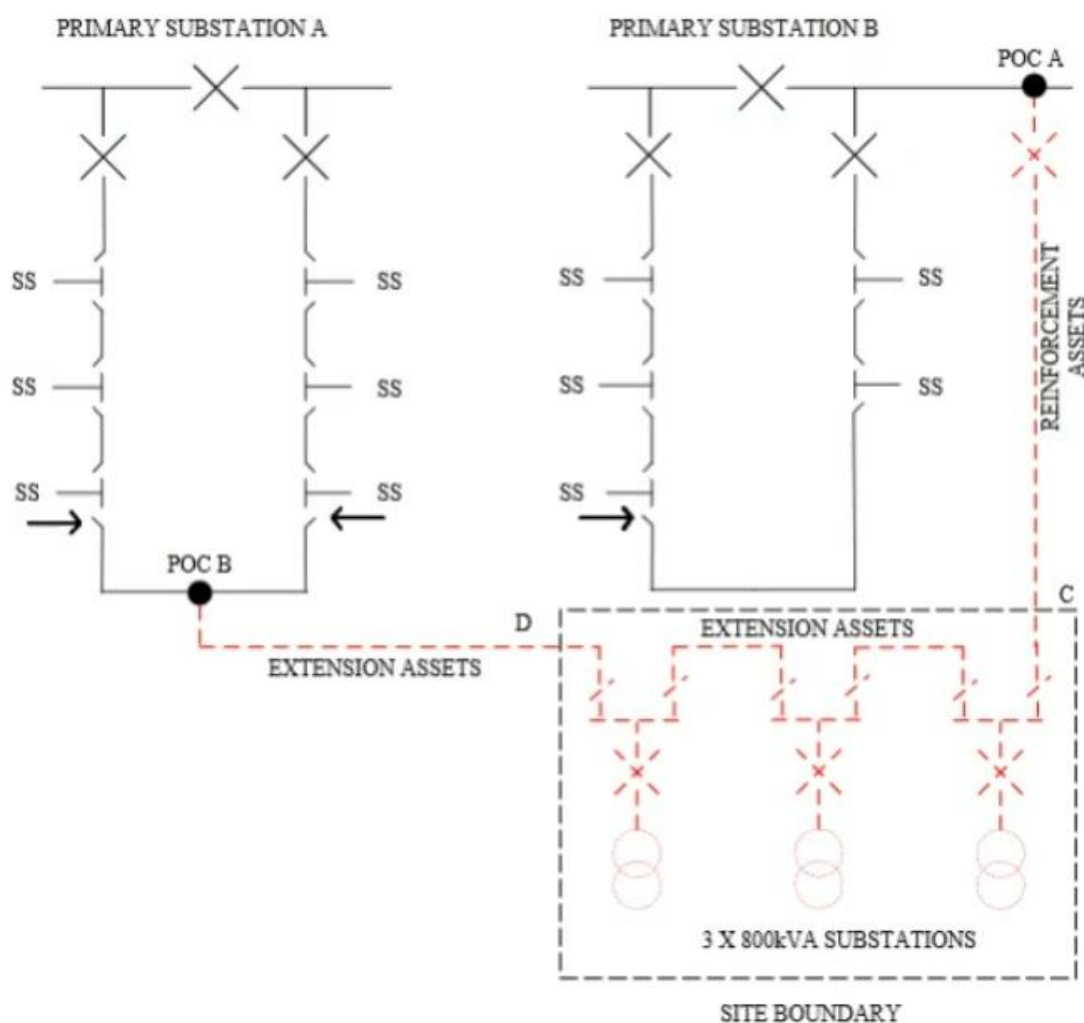 PRIMARY SUBSTATION A
PRIMARY SUBSTATION B
POC A
SS
SS
SS
SS
SS
SS
SS
SS
SS
SS
SS
REINFORCEMENT
ASSETS
POC B
C
D
EXTENSION ASSETS
EXTENSION ASSETS
3 X 800kVA SUBSTATIONS
SITE BOUNDARY